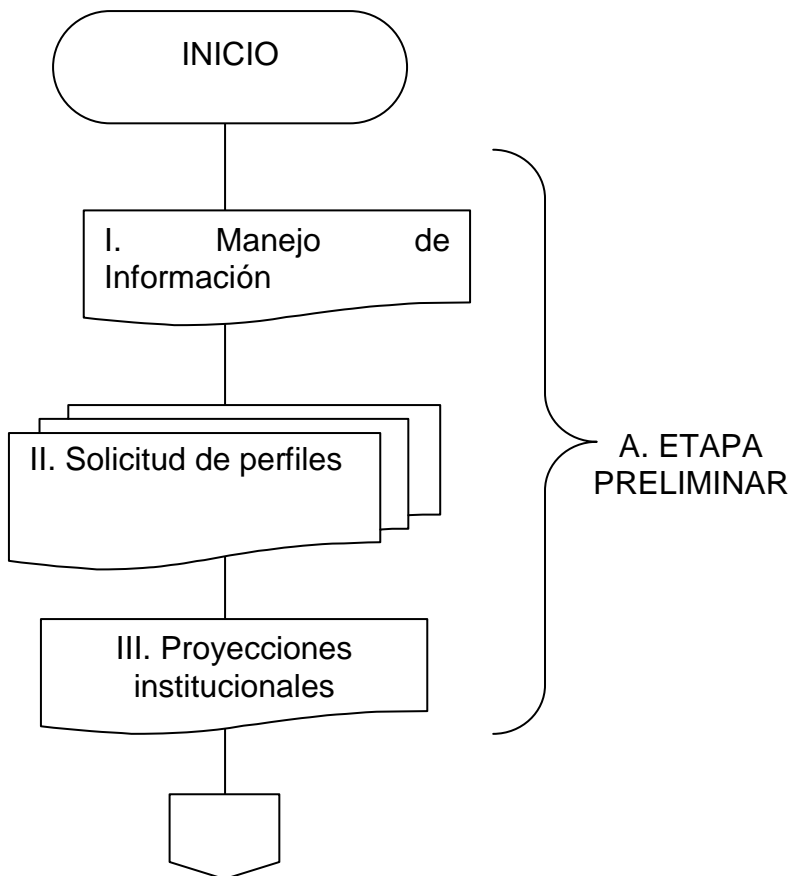 INICIO
I. Manejo de
Información
II. Solicitud de perfiles
A. ETAPA
PRELIMINAR
III. Proyecciones
institucionales